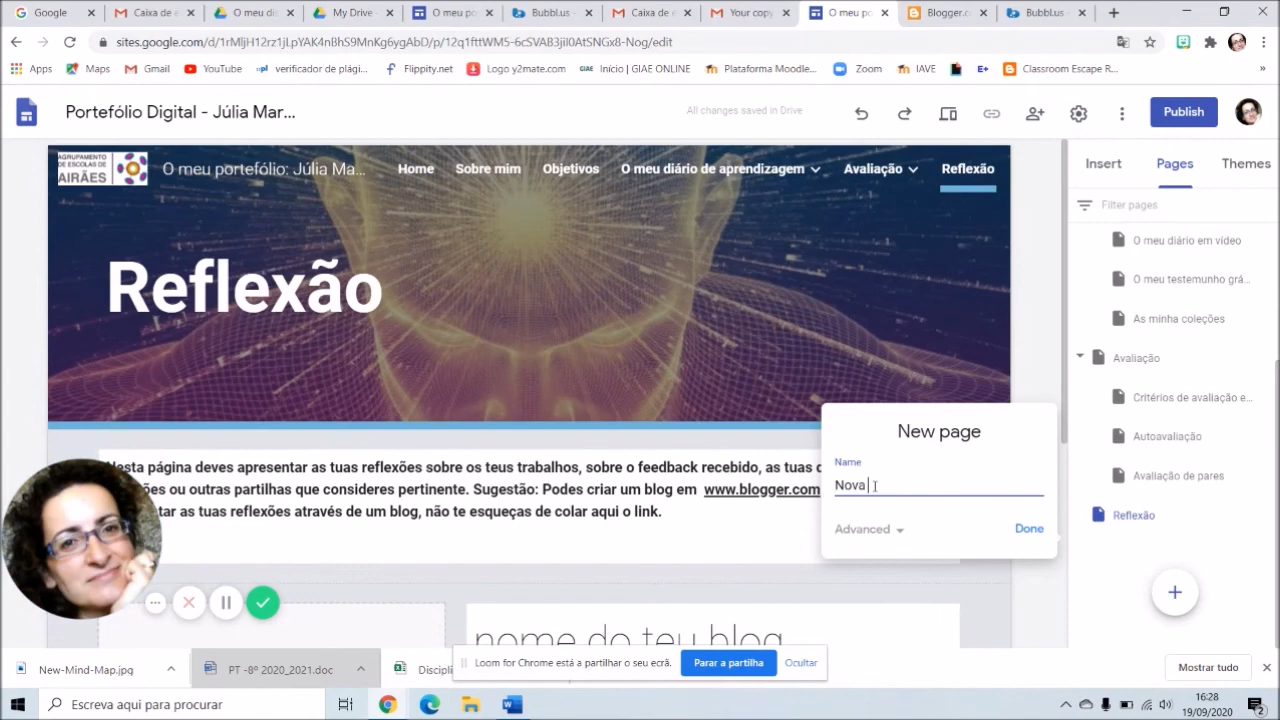 Google
Caixa de e
O meu di
My Drive -
O meu po
Bubbl.us -
Caixa de e
Your copy
O meu po
Blogger.c
Bubbl.us -
sites.google.com/d/1rMljH12rz1jLpYAK4nBhS9MnKg6ygAbD/p/12q1fttWM5-6cSVAB3jiI0AtSNGx8-Nog/edit
Apps
Maps
Gmail
YouTube
verificador de plági...
Flippity.net
Logo y2mate.com
GIAE
Início | GIAE ONLINE
Plataforma Moodle...
Zoom
IAVE
E+
Classroom Escape R...
»
Portefólio Digital - Júlia Mar...
All changes saved in Drive
Publish
AGRUPAMENTO
DE ESCOLAS DE
AIRÃES
O meu portefólio: Júlia Ma...
Home
Sobre mim
Objetivos
O meu diário de aprendizagem
Avaliação
Reflexão
Insert
Pages
Themes
Filter pages
Reflexão
O meu diário em vídeo
O meu testemunho grá...
As minha coleções
Avaliação
Critérios de avaliação e...
Autoavaliação
Avaliação de pares
Reflexão
New page
Name
Nova
Advanced
Done
Nesta página deves apresentar as tuas reflexões sobre os teus trabalhos, sobre o feedback recebido, as tuas
ou outras partilhas que consideres pertinente. Sugestão: Podes criar um blog em www.blogger.com
as tuas reflexões através de um blog, não te esqueças de colar aqui o link.
nome do teu blog
New-Mind-Map.jpg
PT -8º 2020_2021.doc
Discipli
Loom for Chrome está a partilhar o seu ecrã.
Parar a partilha
Ocultar
Mostrar tudo
Escreva aqui para procurar
16:28
19/09/2020
2